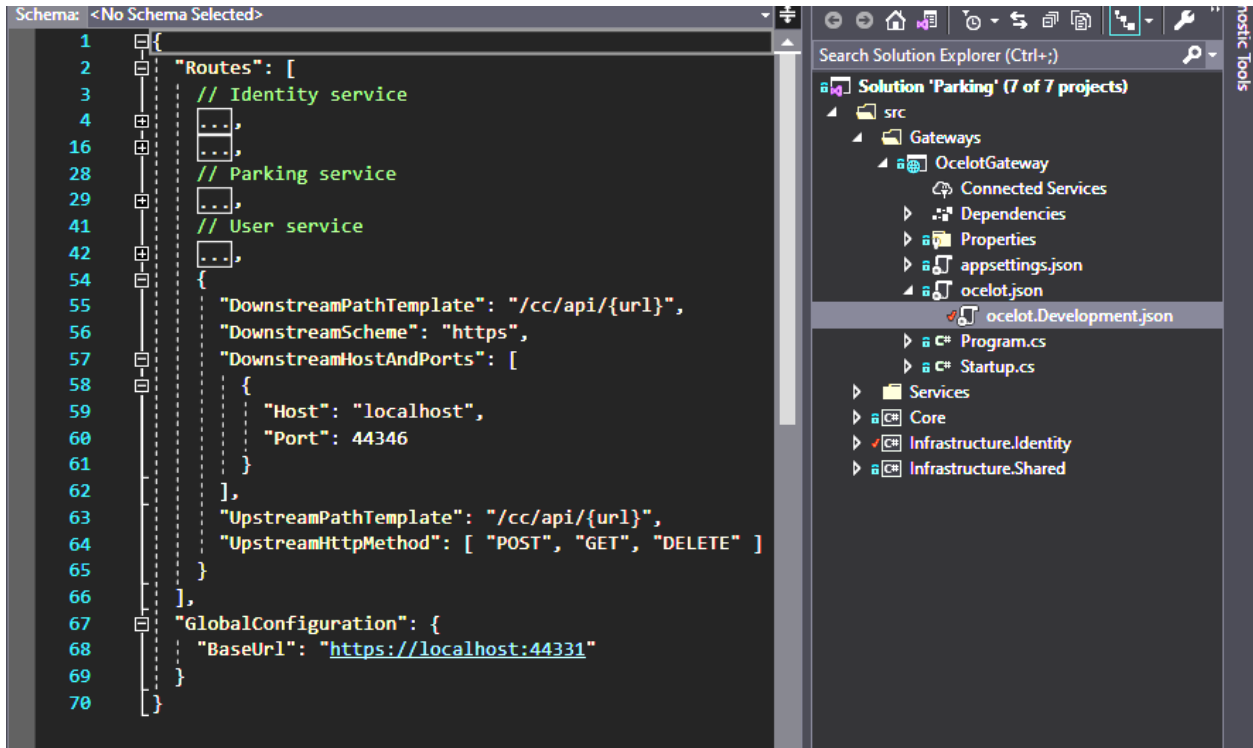 Schema: <No Schema Selected>
1 {
2 "Routes": [
3 // Identity service
4 ...,
16 ...,
28 // Parking service
29 ...,
41 // User service
42 ...,
54 {
55 "DownstreamPathTemplate": "/cc/api/{url}",
56 "DownstreamScheme": "https",
57 "DownstreamHostAndPorts": [
58 {
59 "Host": "localhost",
60 "Port": 44346
61 }
62 ],
63 "UpstreamPathTemplate": "/cc/api/{url}",
64 "UpstreamHttpMethod": [ "POST", "GET", "DELETE" ]
65 }
66 ],
67 "GlobalConfiguration": {
68 "BaseUrl": "https://localhost:44331"
69 }
70 }
Search Solution Explorer (Ctrl+;)
Solution 'Parking' (7 of 7 projects)
src
Gateways
OcelotGateway
Connected Services
Dependencies
Properties
appsettings.json
ocelot.json
ocelot.Development.json
C# Program.cs
C# Startup.cs
Services
C# Core
C# Infrastructure.Identity
C# Infrastructure.Shared
nostic Tools